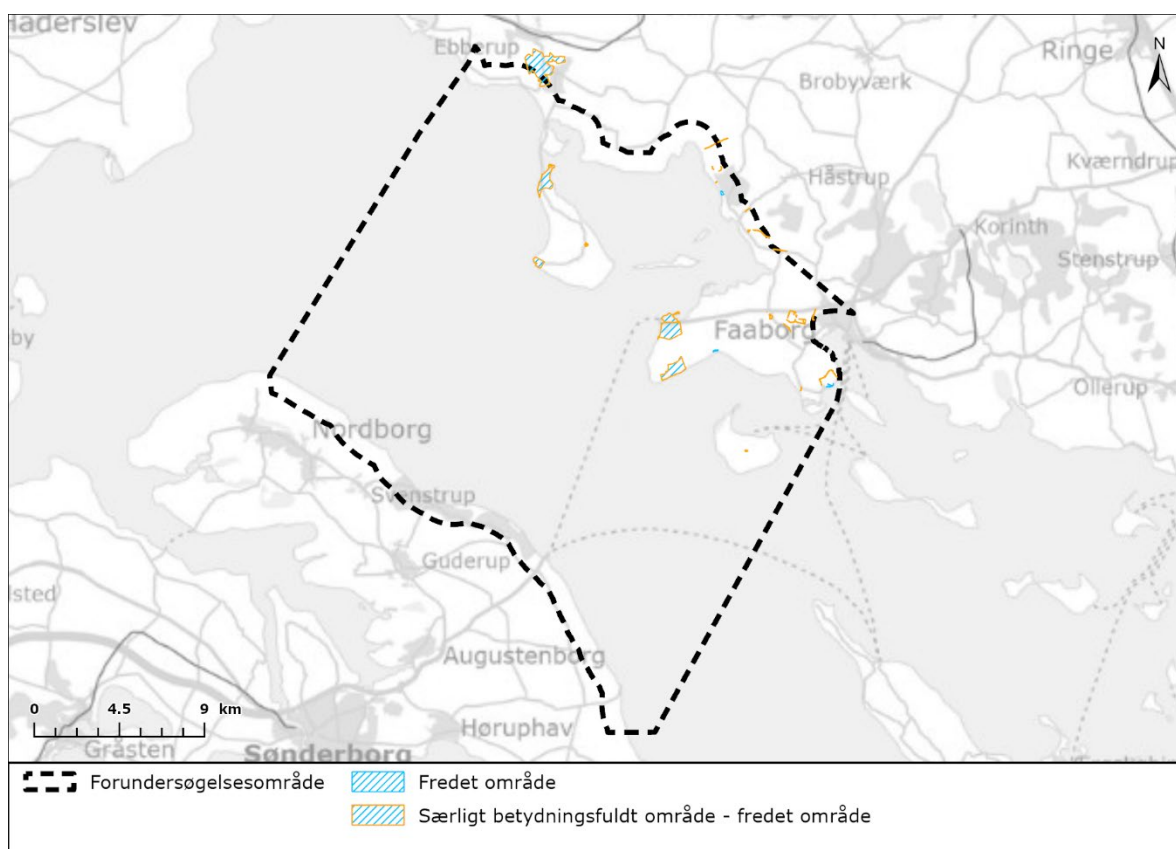 aderslev
Ebberup
Ringe
N
Brobyværk
Kværndrup
Håstrup
Korinth
Stenstrup
Faaborg
by
Ollerup
Nordborg
Svenstrup
Guderup
lsted
Augustenborg
0 4.5 9 km
Høruphav
Gråsten
Sønderborg
Forundersøgelsesområde
Fredet område
Særligt betydningsfuldt område - fredet område